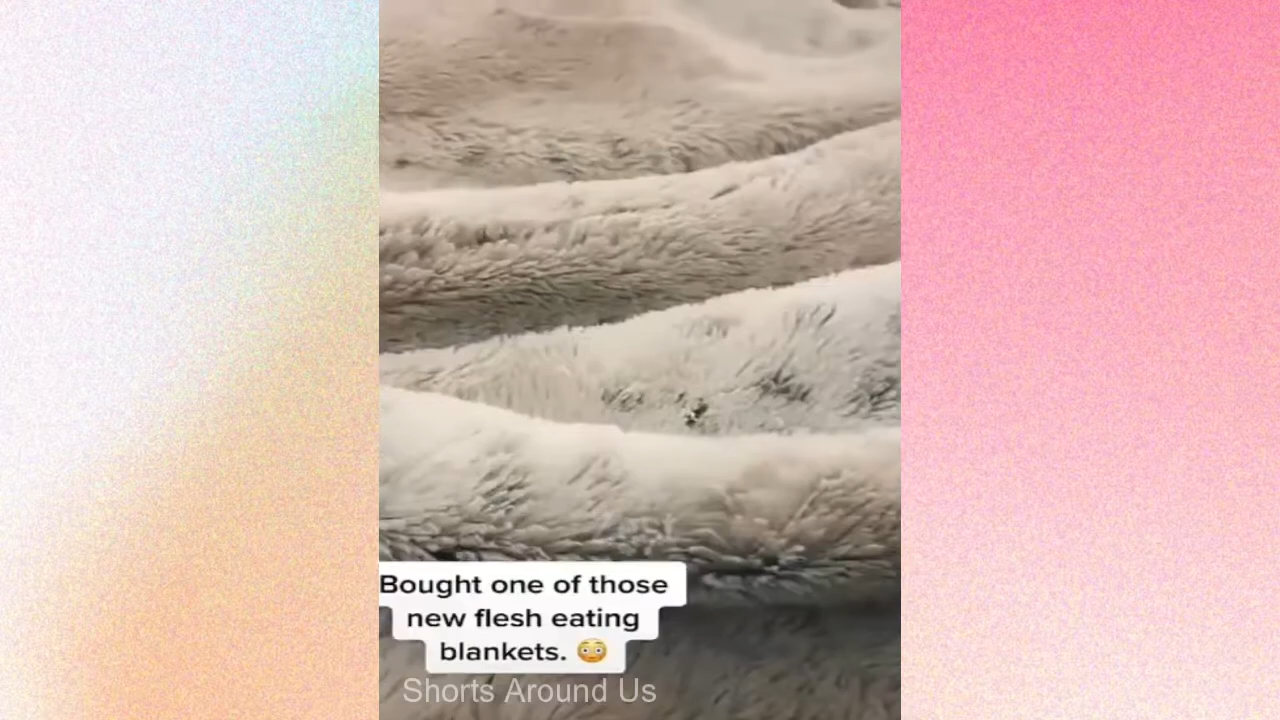 Bought one of those
new flesh eating
blankets. 😳
Shorts Around Us